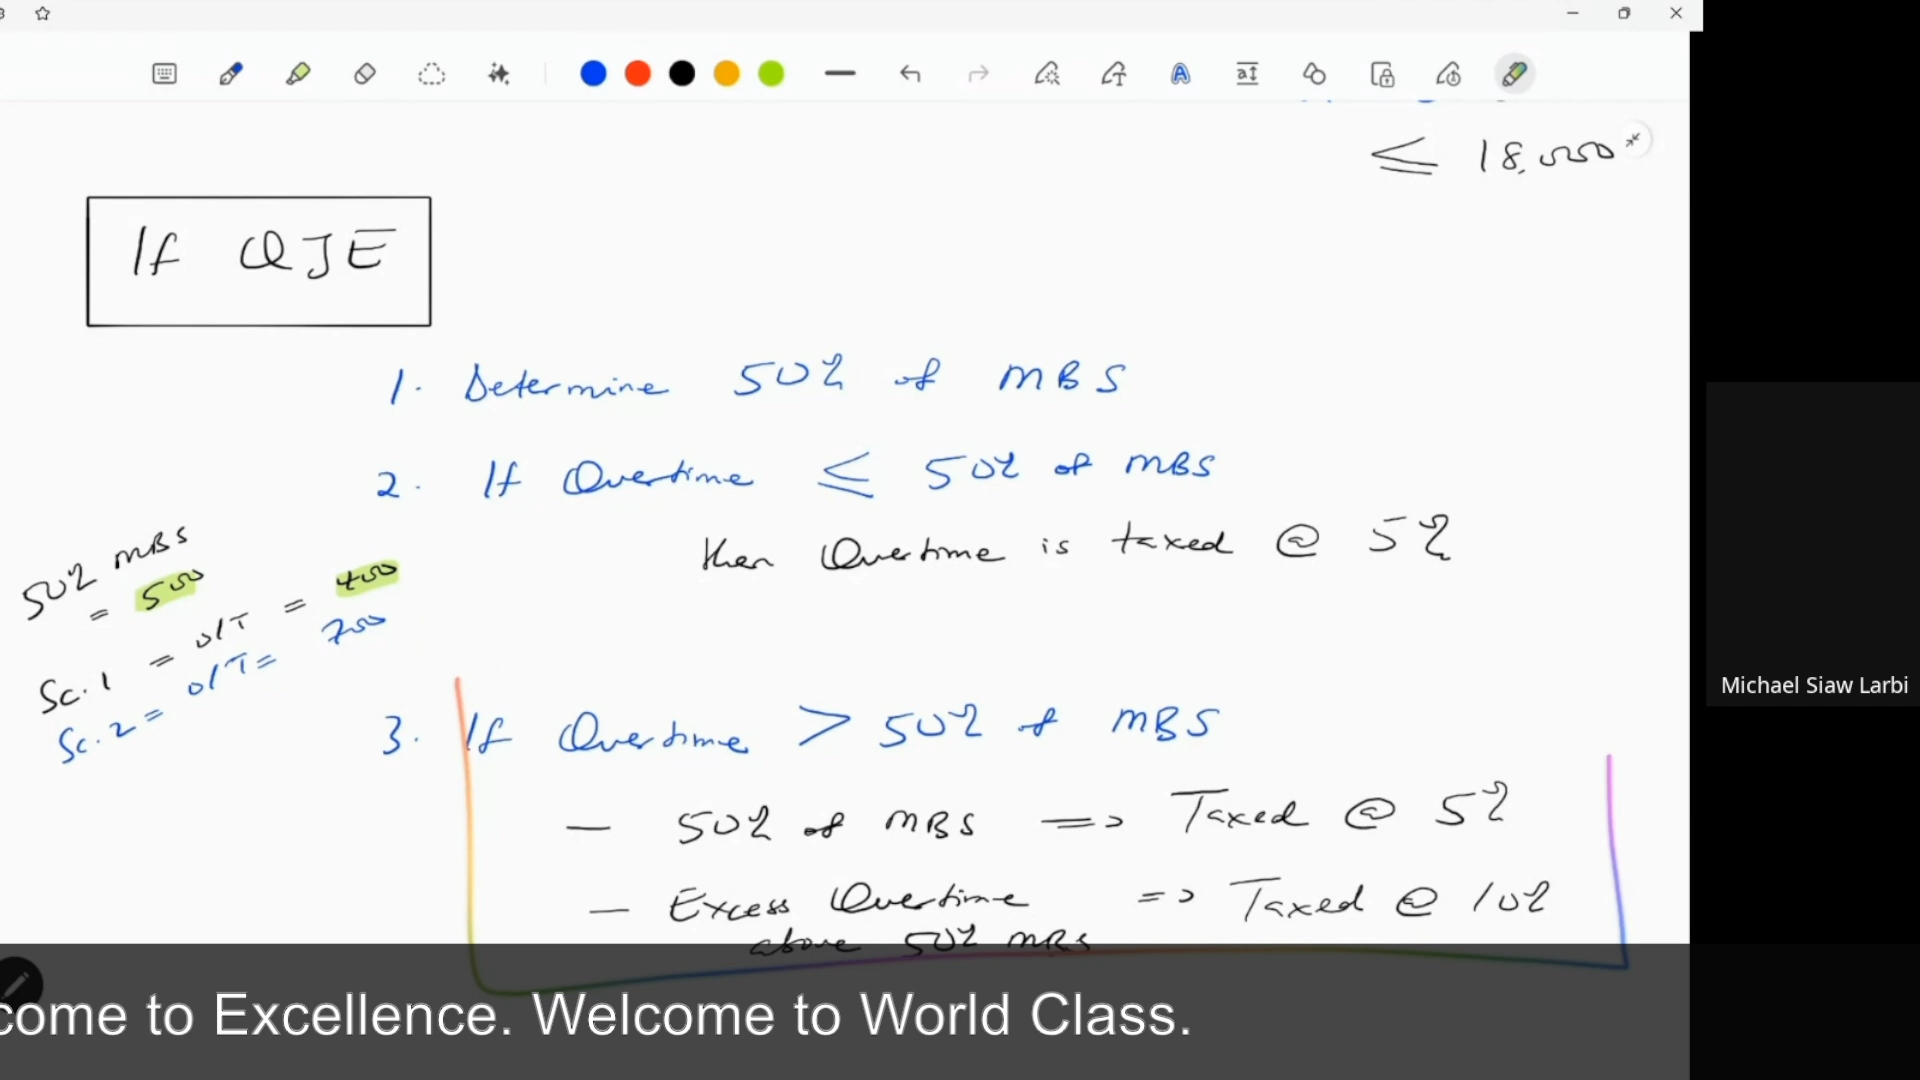 ≤ 18,000
If QJE
1. Determine 50% of MBS
2. If Overtime ≤ 50% of MBS
then Overtime is taxed @ 5%
50% MBS
= 500
Sc. 1 = O/T = 400
Sc. 2 = O/T = 700
3. If Overtime > 50% of MBS
— 50% of MBS => Taxed @ 5%
— Excess Overtime => Taxed @ 10%
above 50% MBS
Michael Siaw Larbi
come to Excellence. Welcome to World Class.